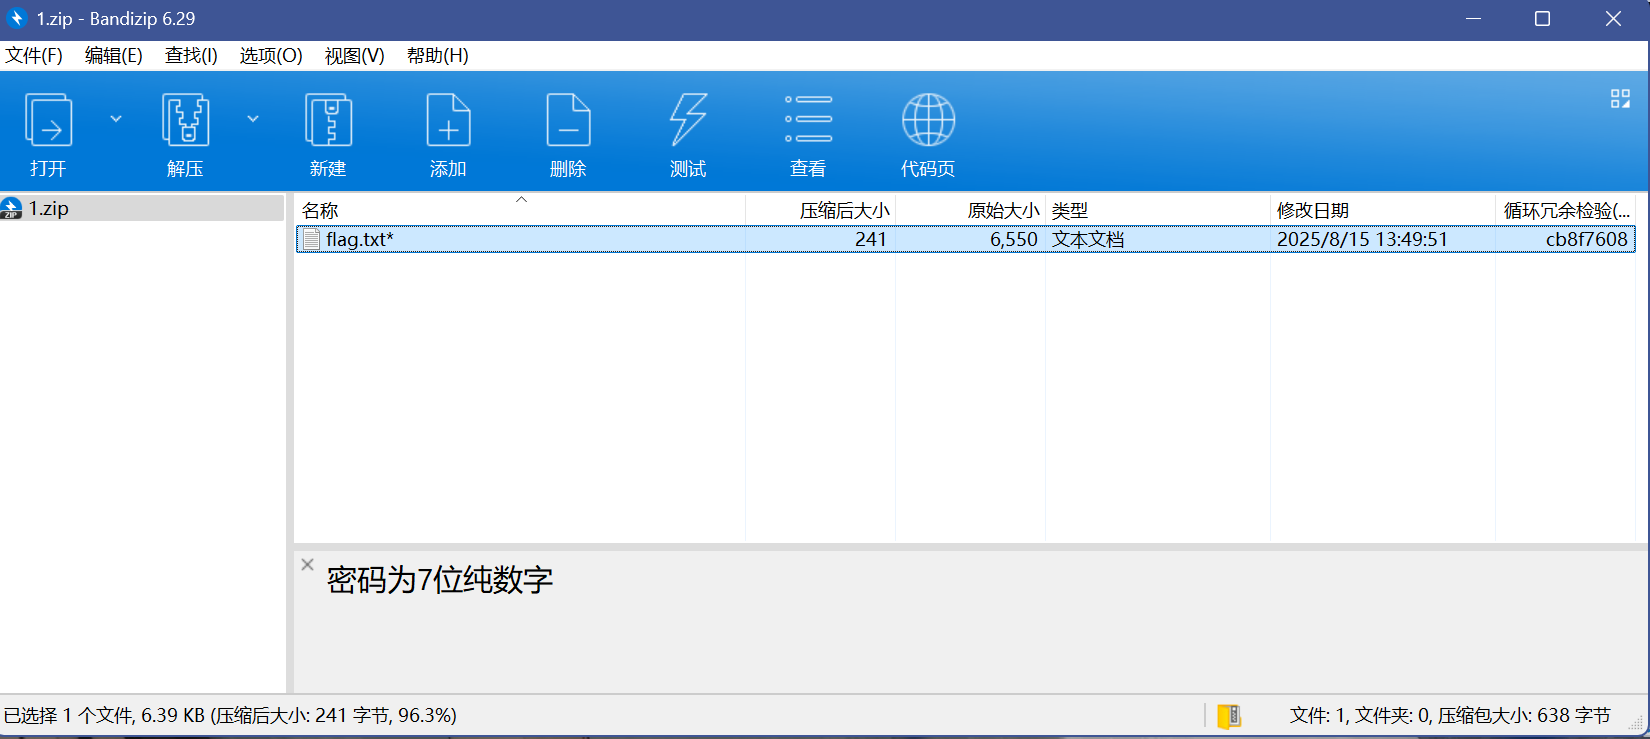 1.zip - Bandizip 6.29
文件(F) 编辑(E) 查找(I) 选项(O) 视图(V) 帮助(H)
打开 解压 新建 添加 删除 测试 查看 代码页
1.zip
名称 压缩后大小 原始大小 类型 修改日期 循环冗余检验(...
flag.txt* 241 6,550 文本文档 2025/8/15 13:49:51 cb8f7608
密码为7位纯数字
已选择 1 个文件, 6.39 KB (压缩后大小: 241 字节, 96.3%) 文件: 1, 文件夹: 0, 压缩包大小: 638 字节